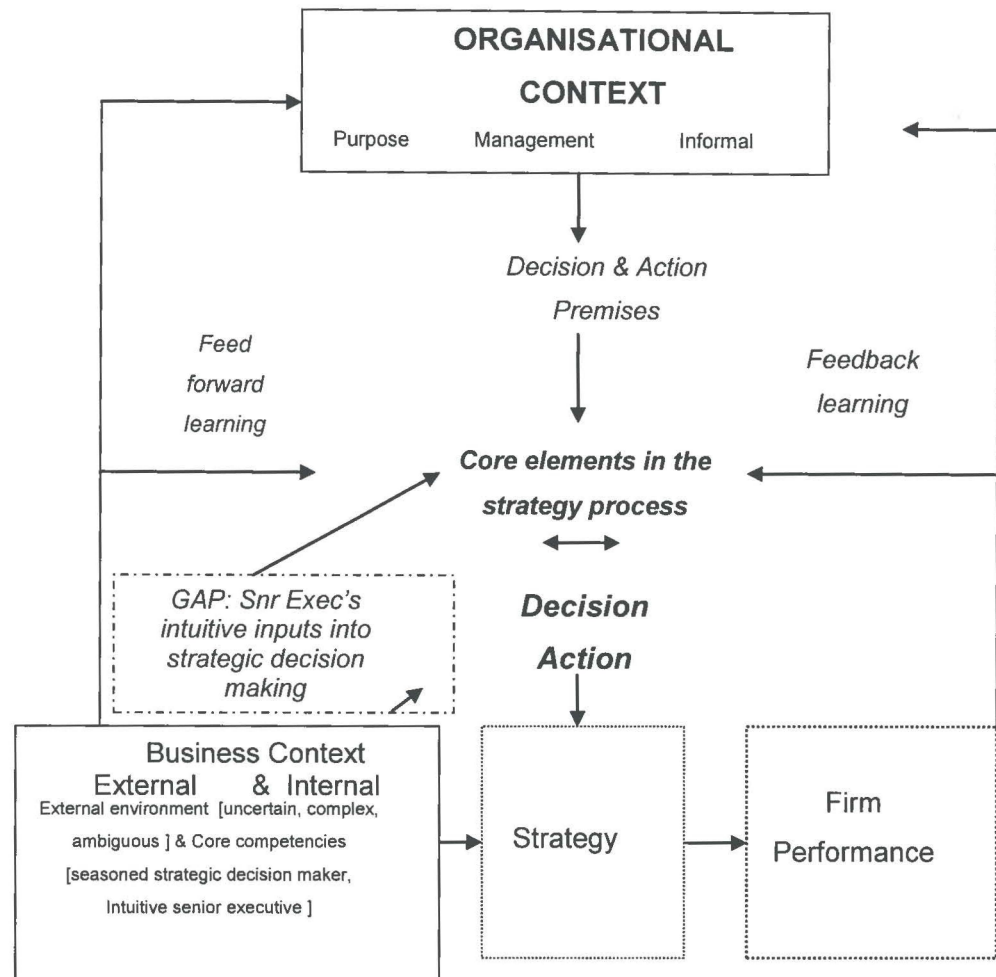 ORGANISATIONAL
CONTEXT
Purpose Management Informal
Decision & Action
Premises
Feed
forward
learning
Feedback
learning
Core elements in the
strategy process
GAP: Snr Exec's
intuitive inputs into
strategic decision
making
Decision
Action
Business Context
External & Internal
External environment [uncertain, complex,
ambiguous ] & Core competencies
[seasoned strategic decision maker,
Intuitive senior executive ]
Strategy
Firm
Performance